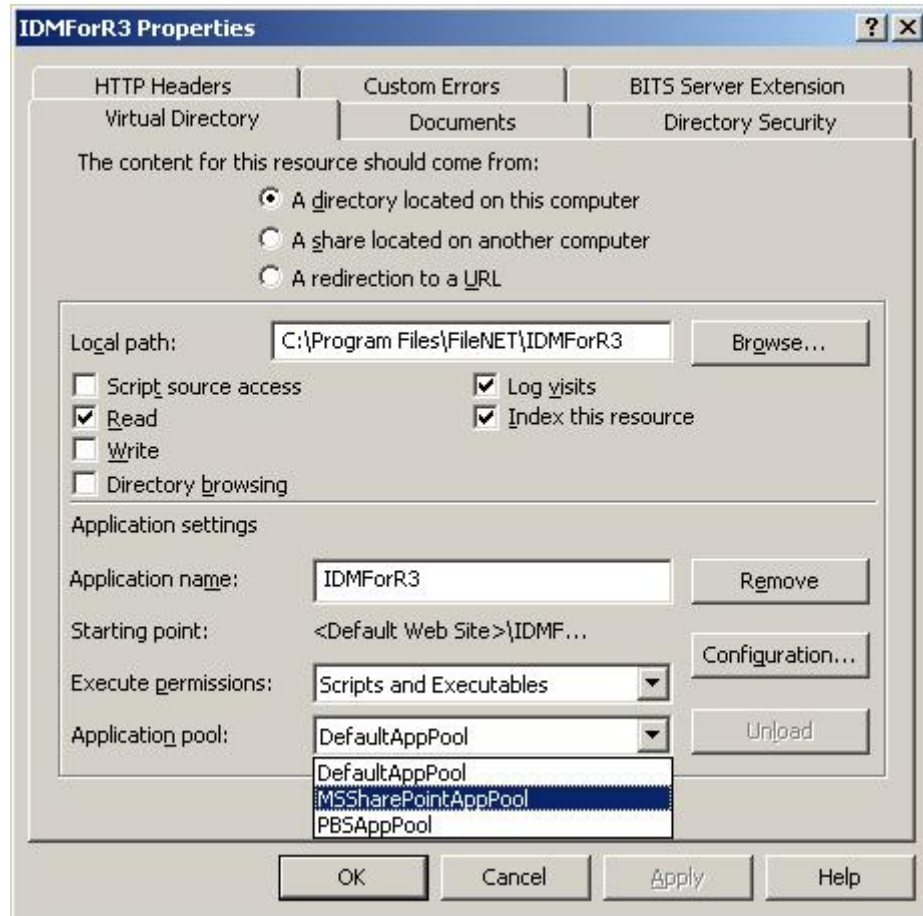 IDMForR3 Properties
HTTP Headers Custom Errors BITS Server Extension
Virtual Directory Documents Directory Security
The content for this resource should come from:
A directory located on this computer
A share located on another computer
A redirection to a URL
Local path: C:\Program Files\FileNET\IDMForR3 Browse...
Script source access Log visits
Read Index this resource
Write
Directory browsing
Application settings
Application name: IDMForR3 Remove
Starting point: <Default Web Site>\IDMF...
Configuration...
Execute permissions: Scripts and Executables
Application pool: DefaultAppPool Unload
DefaultAppPool
MSSharePointAppPool
PBSAppPool
OK Cancel Apply Help